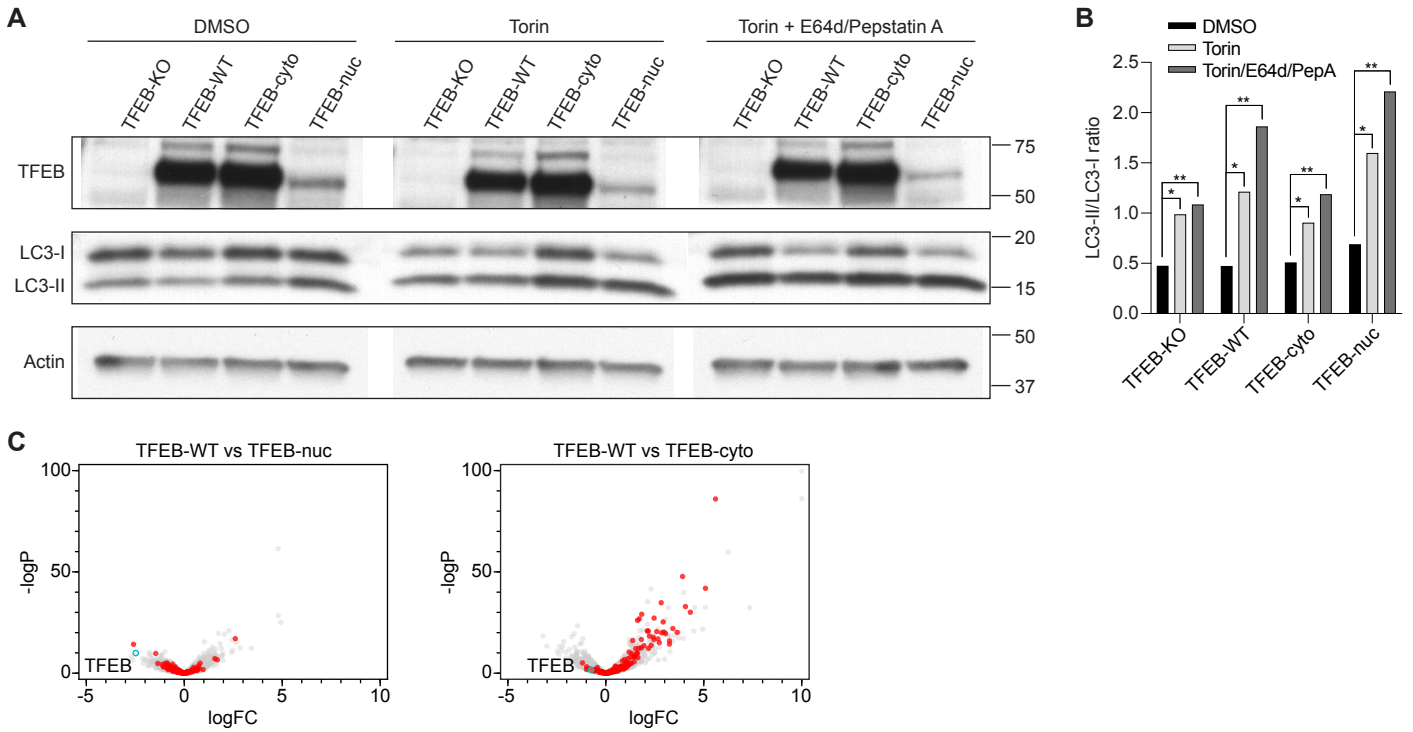 A
DMSO
Torin
Torin + E64d/Pepstatin A
TFEB-KO
TFEB-WT
TFEB-cyto
TFEB-nuc
TFEB-KO
TFEB-WT
TFEB-cyto
TFEB-nuc
TFEB-KO
TFEB-WT
TFEB-cyto
TFEB-nuc
TFEB
75
50
LC3-I
LC3-II
20
15
Actin
50
37
B
DMSO
Torin
Torin/E64d/PepA
LC3-II/LC3-I ratio
2.5
2.0
1.5
1.0
0.5
0.0
**
*
**
*
**
*
**
*
TFEB-KO
TFEB-WT
TFEB-cyto
TFEB-nuc
C
TFEB-WT vs TFEB-nuc
-logP
100
50
0
TFEB
-5
0
5
10
logFC
TFEB-WT vs TFEB-cyto
-logP
100
50
0
TFEB
-5
0
5
10
logFC